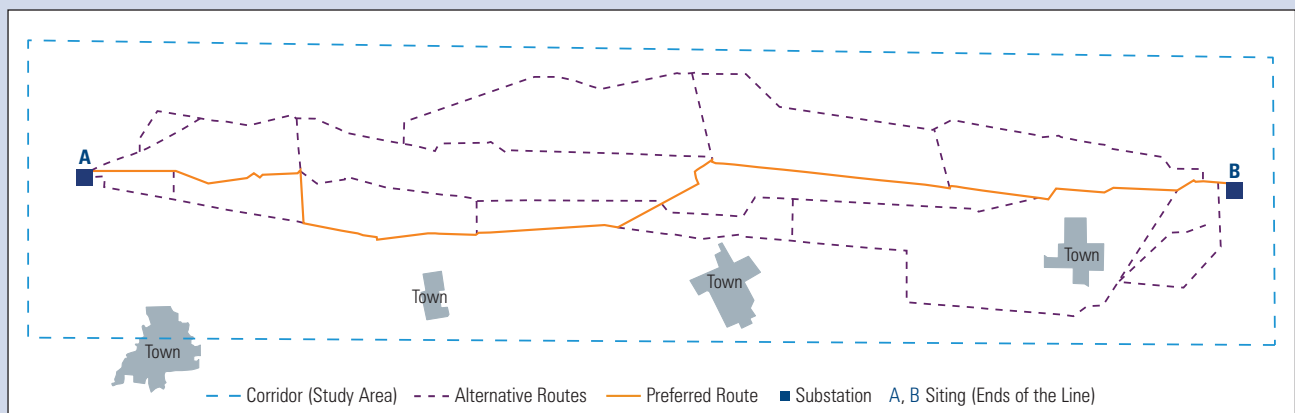 A
B
Town
Town
Town
Town
Corridor (Study Area) Alternative Routes Preferred Route Substation A, B Siting (Ends of the Line)